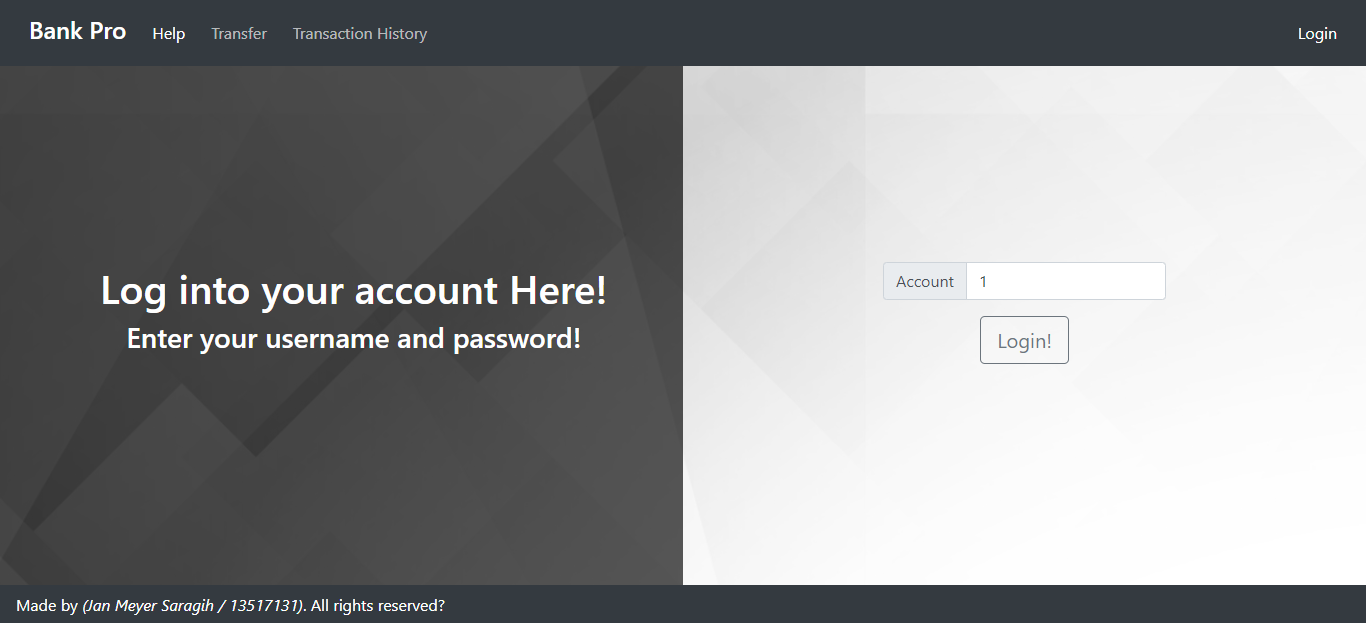 Bank Pro Help Transfer Transaction History Login
Log into your account Here!
Enter your username and password!
Account 1
Login!
Made by (Jan Meyer Saragih / 13517131). All rights reserved?